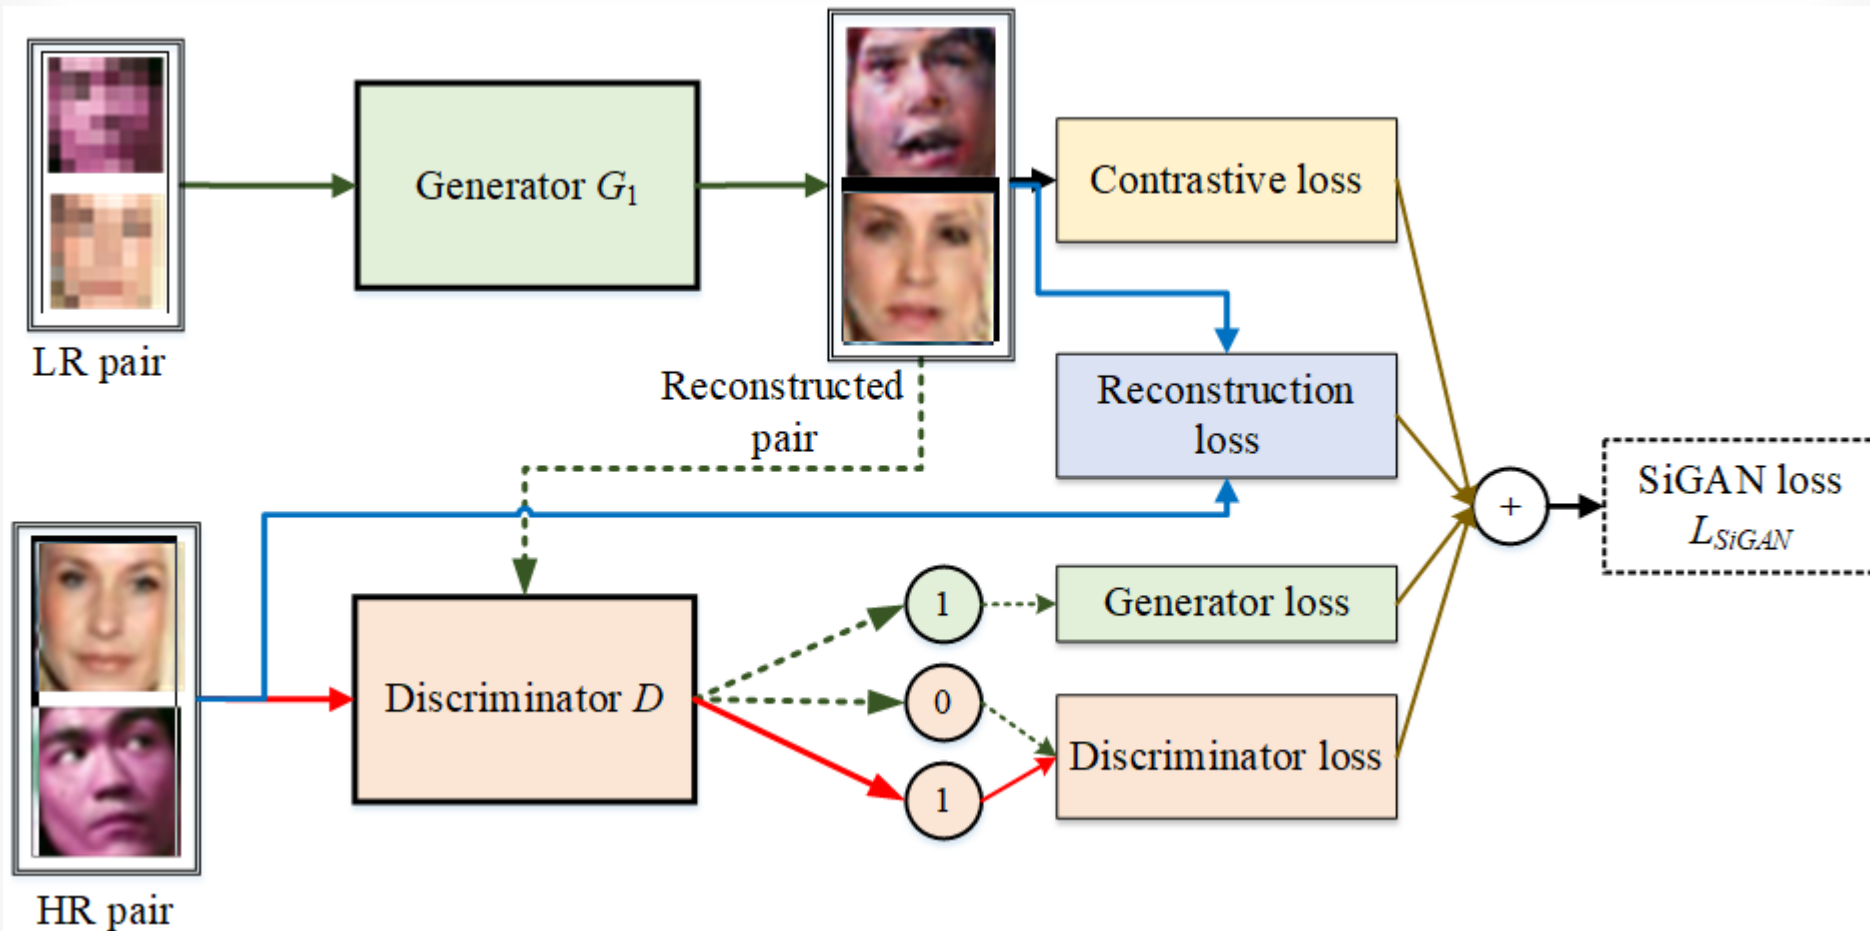 LR pair
Generator G₁
Reconstructed
pair
Contrastive loss
Reconstruction
loss
+
SiGAN loss
L_SiGAN
HR pair
Discriminator D
1
0
1
Generator loss
Discriminator loss